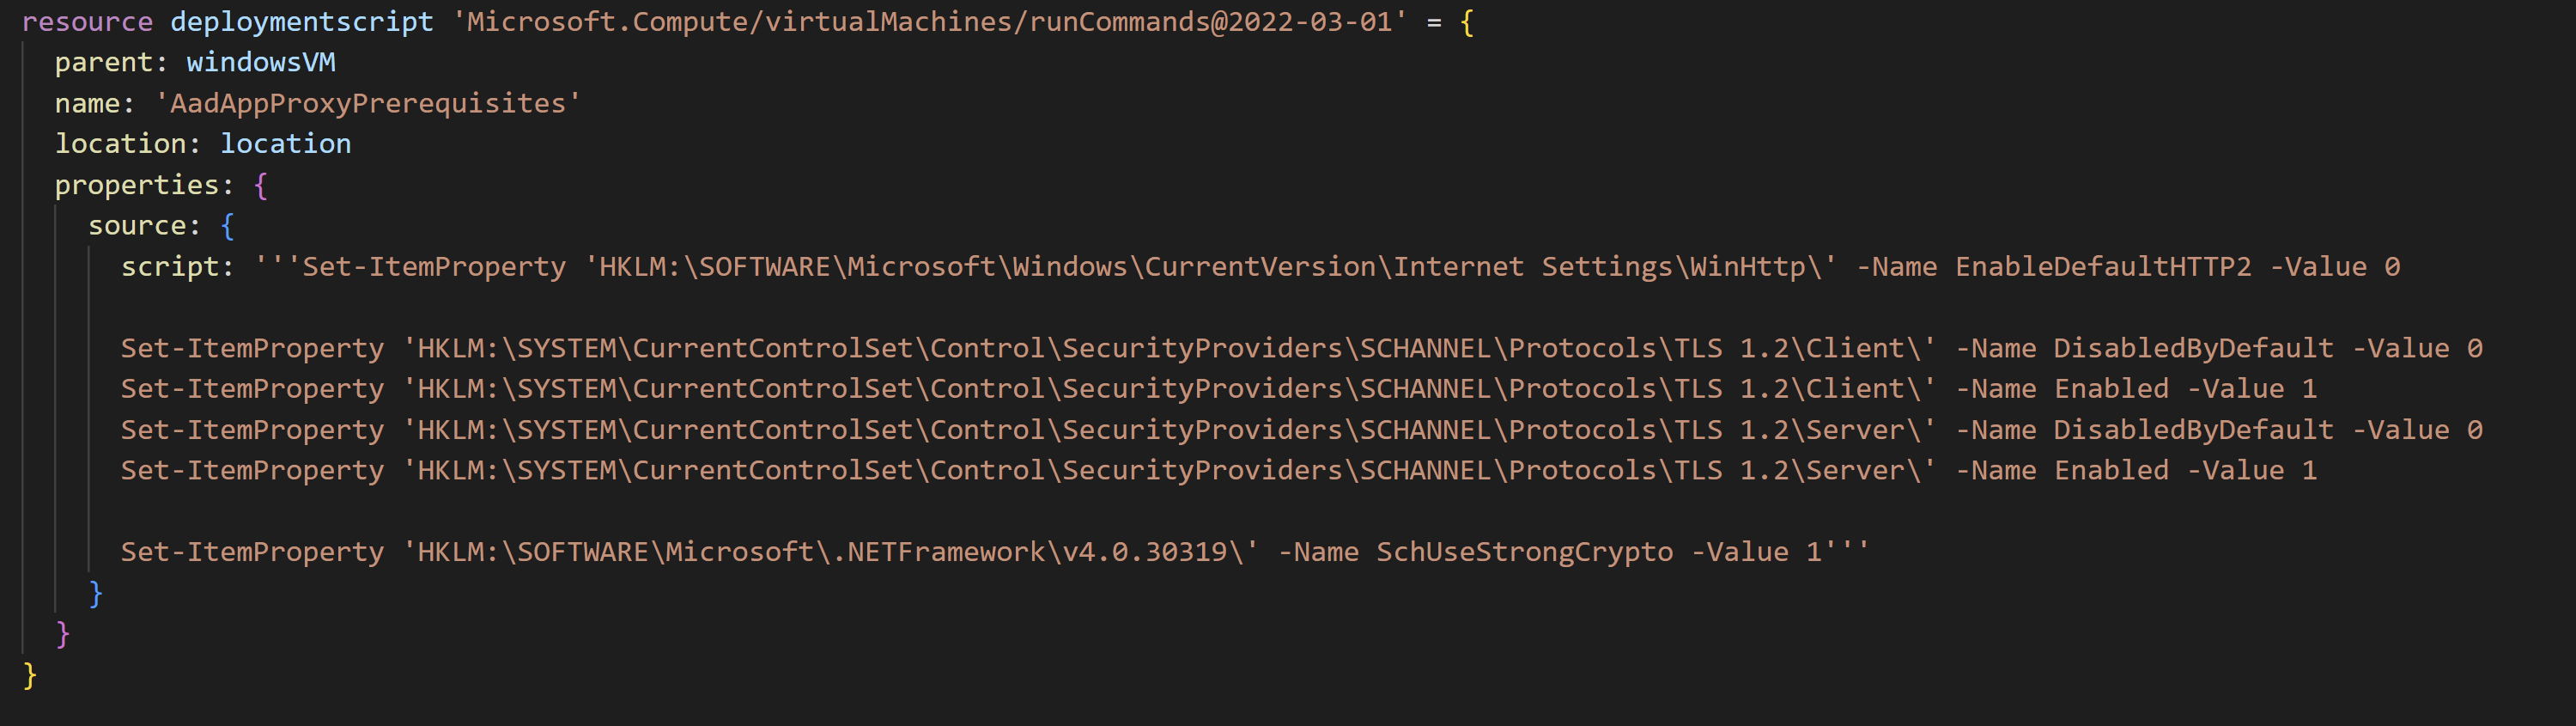 resource deploymentscript 'Microsoft.Compute/virtualMachines/runCommands@2022-03-01' = {
  parent: windowsVM
  name: 'AadAppProxyPrerequisites'
  location: location
  properties: {
    source: {
      script: '''Set-ItemProperty 'HKLM:\SOFTWARE\Microsoft\Windows\CurrentVersion\Internet Settings\WinHttp\' -Name EnableDefaultHTTP2 -Value 0

      Set-ItemProperty 'HKLM:\SYSTEM\CurrentControlSet\Control\SecurityProviders\SCHANNEL\Protocols\TLS 1.2\Client\' -Name DisabledByDefault -Value 0
      Set-ItemProperty 'HKLM:\SYSTEM\CurrentControlSet\Control\SecurityProviders\SCHANNEL\Protocols\TLS 1.2\Client\' -Name Enabled -Value 1
      Set-ItemProperty 'HKLM:\SYSTEM\CurrentControlSet\Control\SecurityProviders\SCHANNEL\Protocols\TLS 1.2\Server\' -Name DisabledByDefault -Value 0
      Set-ItemProperty 'HKLM:\SYSTEM\CurrentControlSet\Control\SecurityProviders\SCHANNEL\Protocols\TLS 1.2\Server\' -Name Enabled -Value 1

      Set-ItemProperty 'HKLM:\SOFTWARE\Microsoft\.NETFramework\v4.0.30319\' -Name SchUseStrongCrypto -Value 1'''
    }
  }
}